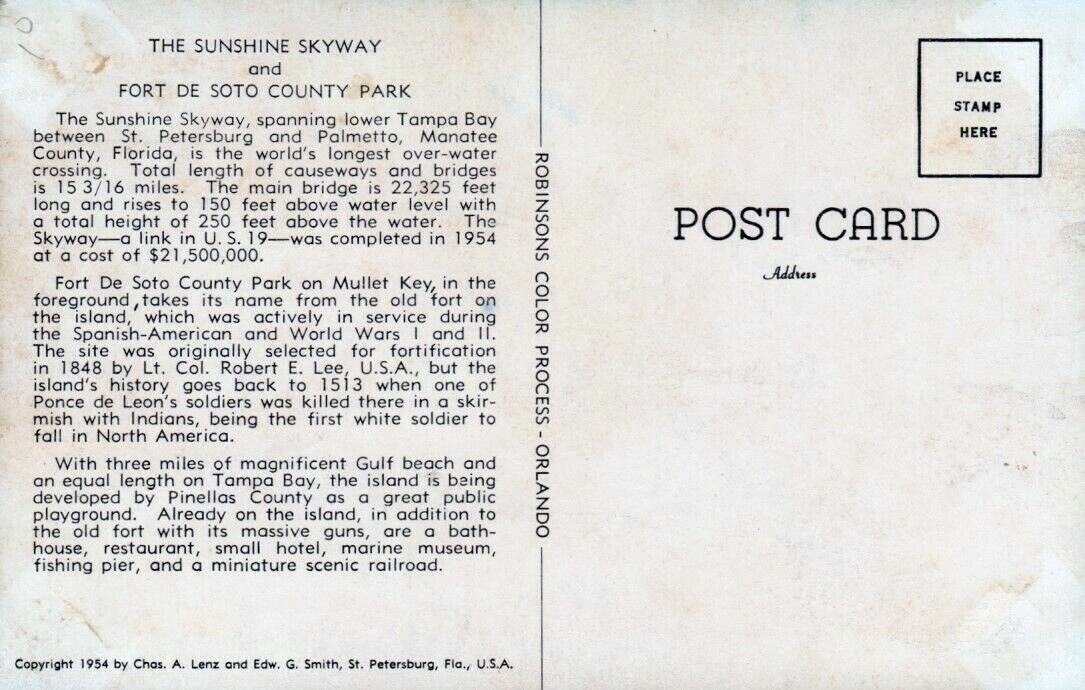 THE SUNSHINE SKYWAY
and
FORT DE SOTO COUNTY PARK
The Sunshine Skyway, spanning lower Tampa Bay
between St. Petersburg and Palmetto, Manatee
County, Florida, is the world's longest over-water
crossing. Total length of causeways and bridges
is 15 3/16 miles. The main bridge is 22,325 feet
long and rises to 150 feet above water level with
a total height of 250 feet above the water. The
Skyway—a link in U. S. 19—was completed in 1954
at a cost of $21,500,000.
Fort De Soto County Park on Mullet Key, in the
foreground, takes its name from the old fort on
the island, which was actively in service during
the Spanish-American and World Wars I and II.
The site was originally selected for fortification
in 1848 by Lt. Col. Robert E. Lee, U.S.A., but the
island's history goes back to 1513 when one of
Ponce de Leon's soldiers was killed there in a skir-
mish with Indians, being the first white soldier to
fall in North America.
With three miles of magnificent Gulf beach and
an equal length on Tampa Bay, the island is being
developed by Pinellas County as a great public
playground. Already on the island, in addition to
the old fort with its massive guns, are a bath-
house, restaurant, small hotel, marine museum,
fishing pier, and a miniature scenic railroad.
Copyright 1954 by Chas. A. Lenz and Edw. G. Smith, St. Petersburg, Fla., U.S.A.
ROBINSONS COLOR PROCESS - ORLANDO
PLACE
STAMP
HERE
POST CARD
Address